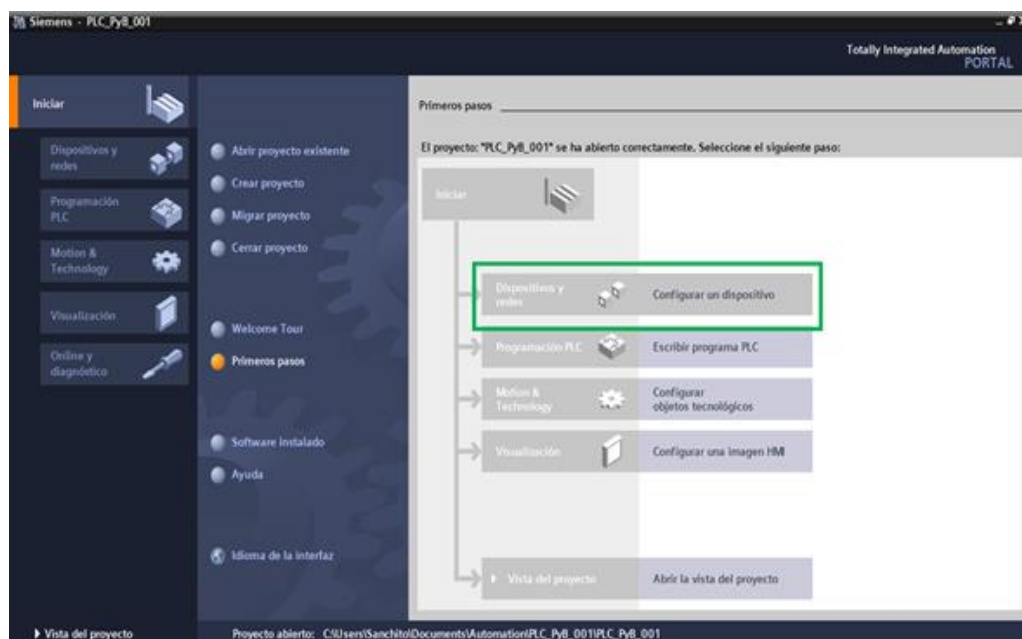 Siemens - PLC_PyB_001
Totally Integrated Automation
PORTAL
Iniciar
Dispositivos y
redes
Programación
PLC
Motion &
Technology
Visualización
Online y
diagnóstico
Abrir proyecto existente
Crear proyecto
Migrar proyecto
Cerrar proyecto
Welcome Tour
Primeros pasos
Software instalado
Ayuda
Idioma de la interfaz
Primeros pasos
El proyecto: "PLC_PyB_001" se ha abierto correctamente. Seleccione el siguiente paso:
Iniciar
Dispositivos y
redes
Configurar un dispositivo
Programación PLC
Escribir programa PLC
Motion &
Technology
Configurar
objetos tecnológicos
Visualización
Configurar una imagen HMI
Vista del proyecto
Abrir la vista del proyecto
Vista del proyecto
Proyecto abierto: C:\Users\Sanchito\Documents\Automation\PLC_PyB_001\PLC_PyB_001